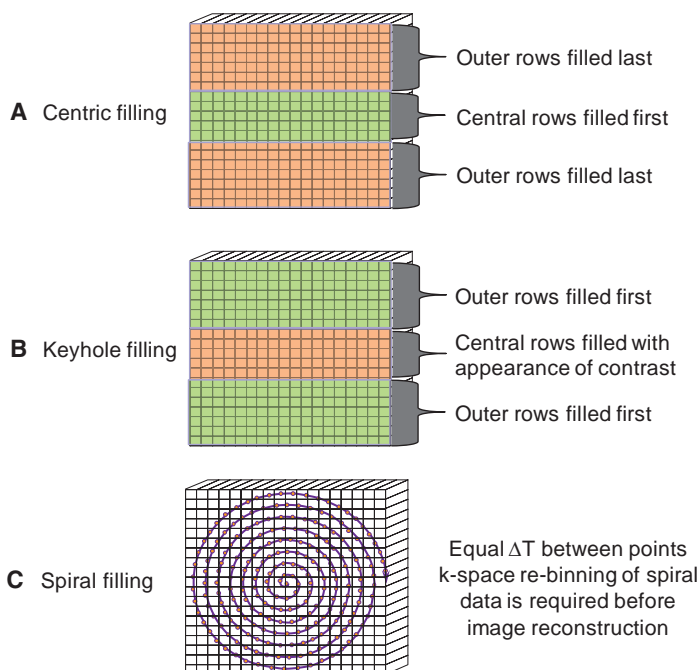 Outer rows filled last
A Centric filling
Central rows filled first
Outer rows filled last
Outer rows filled first
B Keyhole filling
Central rows filled with
appearance of contrast
Outer rows filled first
C Spiral filling
Equal ΔT between points
k-space re-binning of spiral
data is required before
image reconstruction